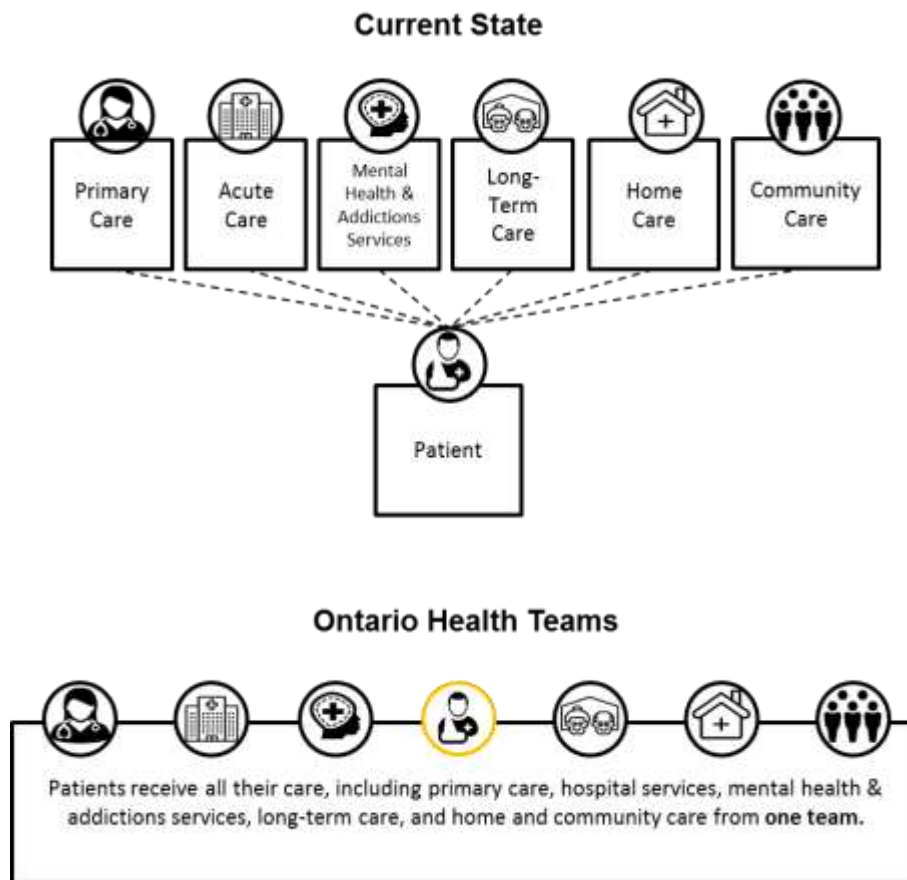 Current State
Primary
Care
Acute
Care
Mental
Health &
Addictions
Services
Long-
Term
Care
Home
Care
Community
Care
Patient
Ontario Health Teams
Patients receive all their care, including primary care, hospital services, mental health &
addictions services, long-term care, and home and community care from one team.